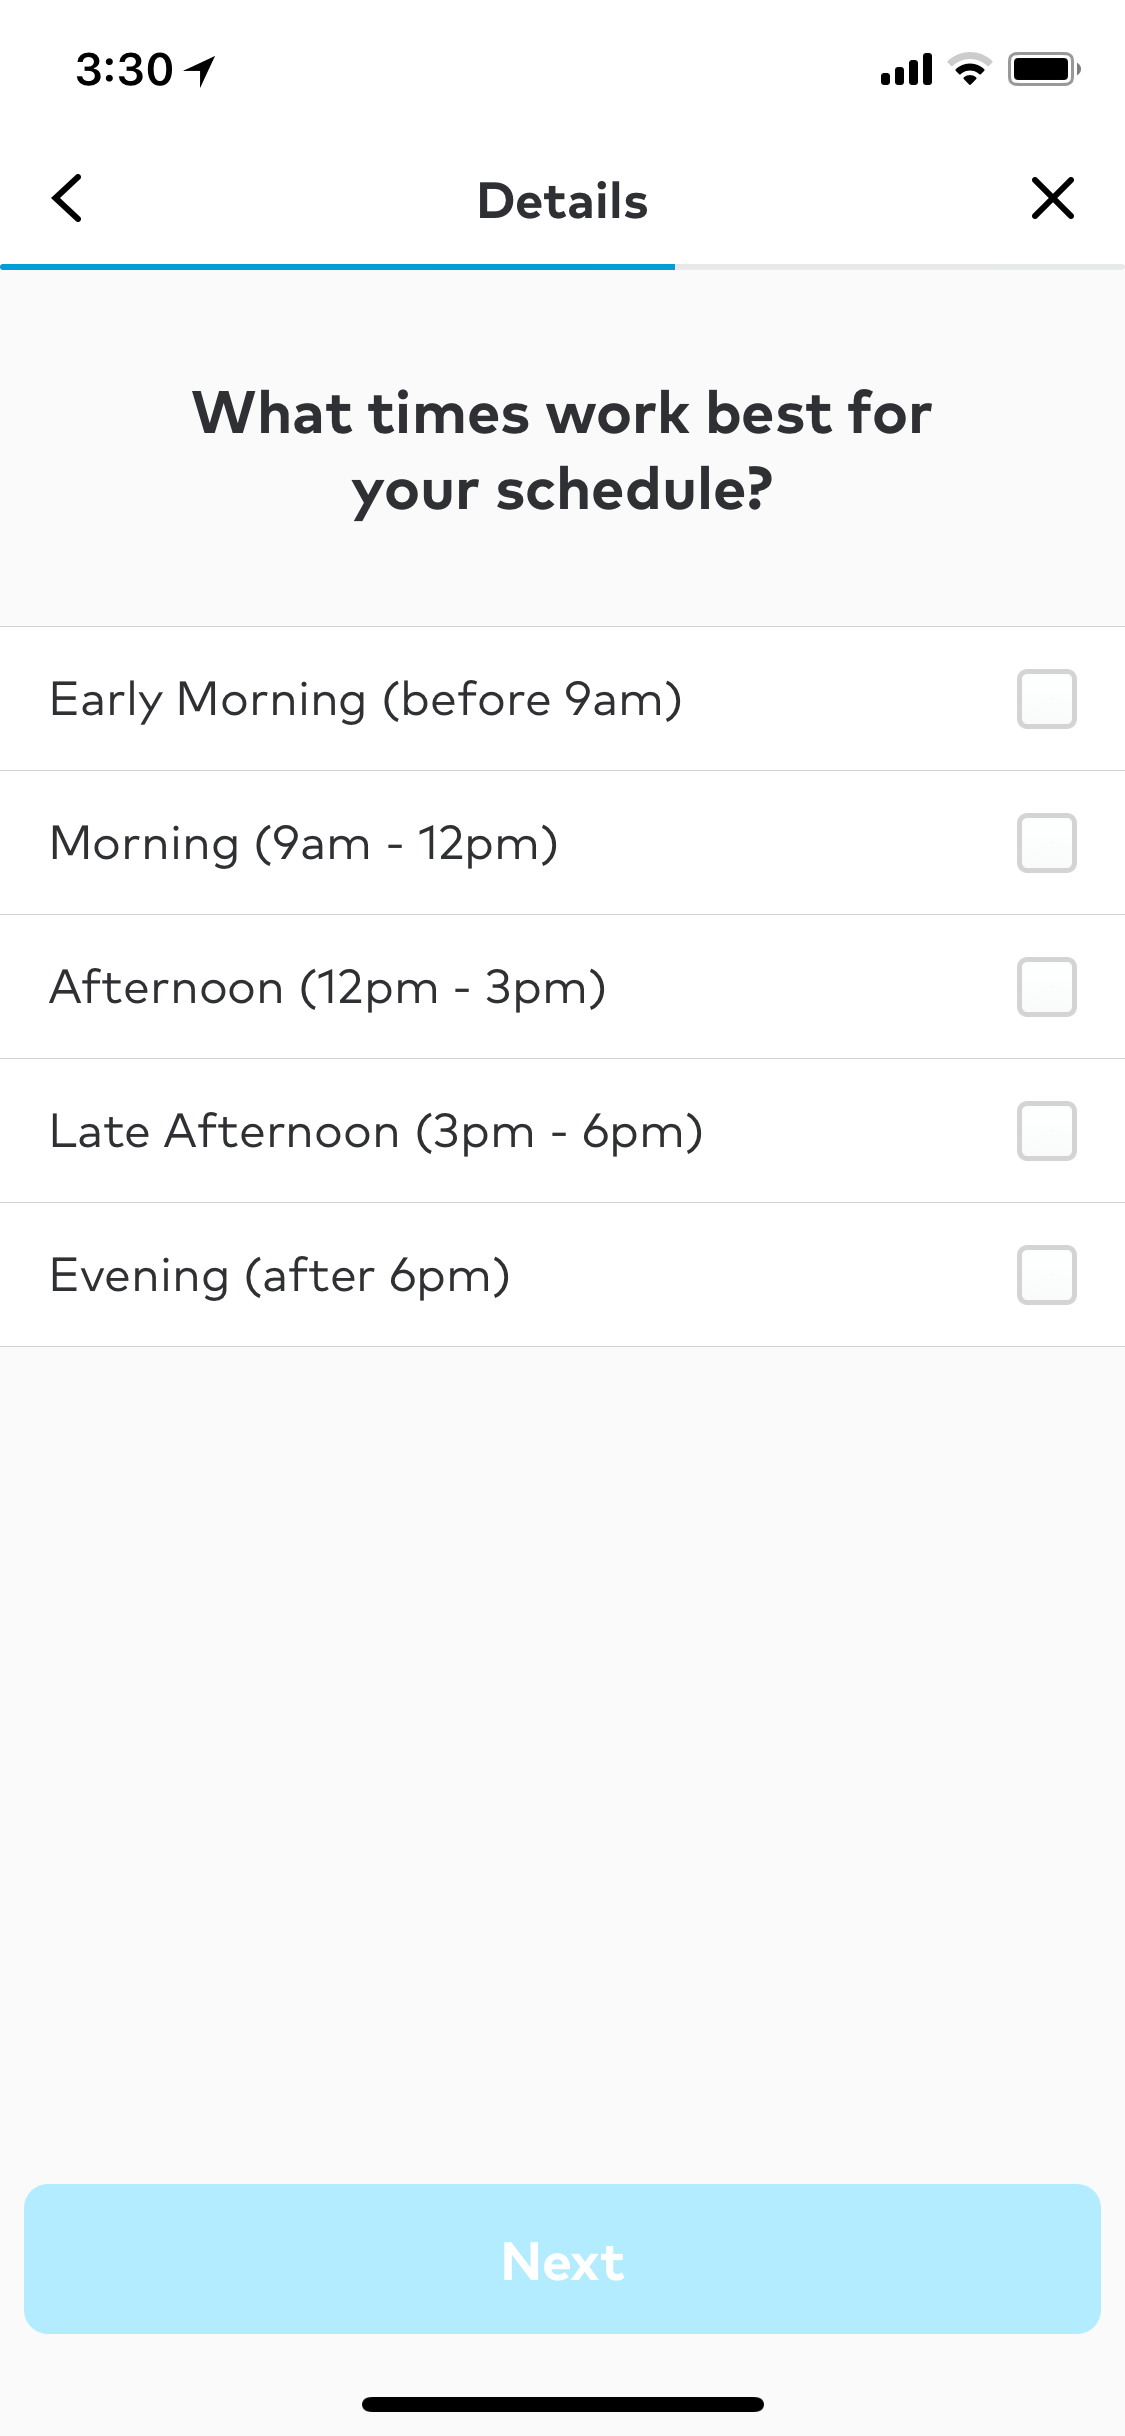 3:30
Details
What times work best for
your schedule?
Early Morning (before 9am)
Morning (9am - 12pm)
Afternoon (12pm - 3pm)
Late Afternoon (3pm - 6pm)
Evening (after 6pm)
Next